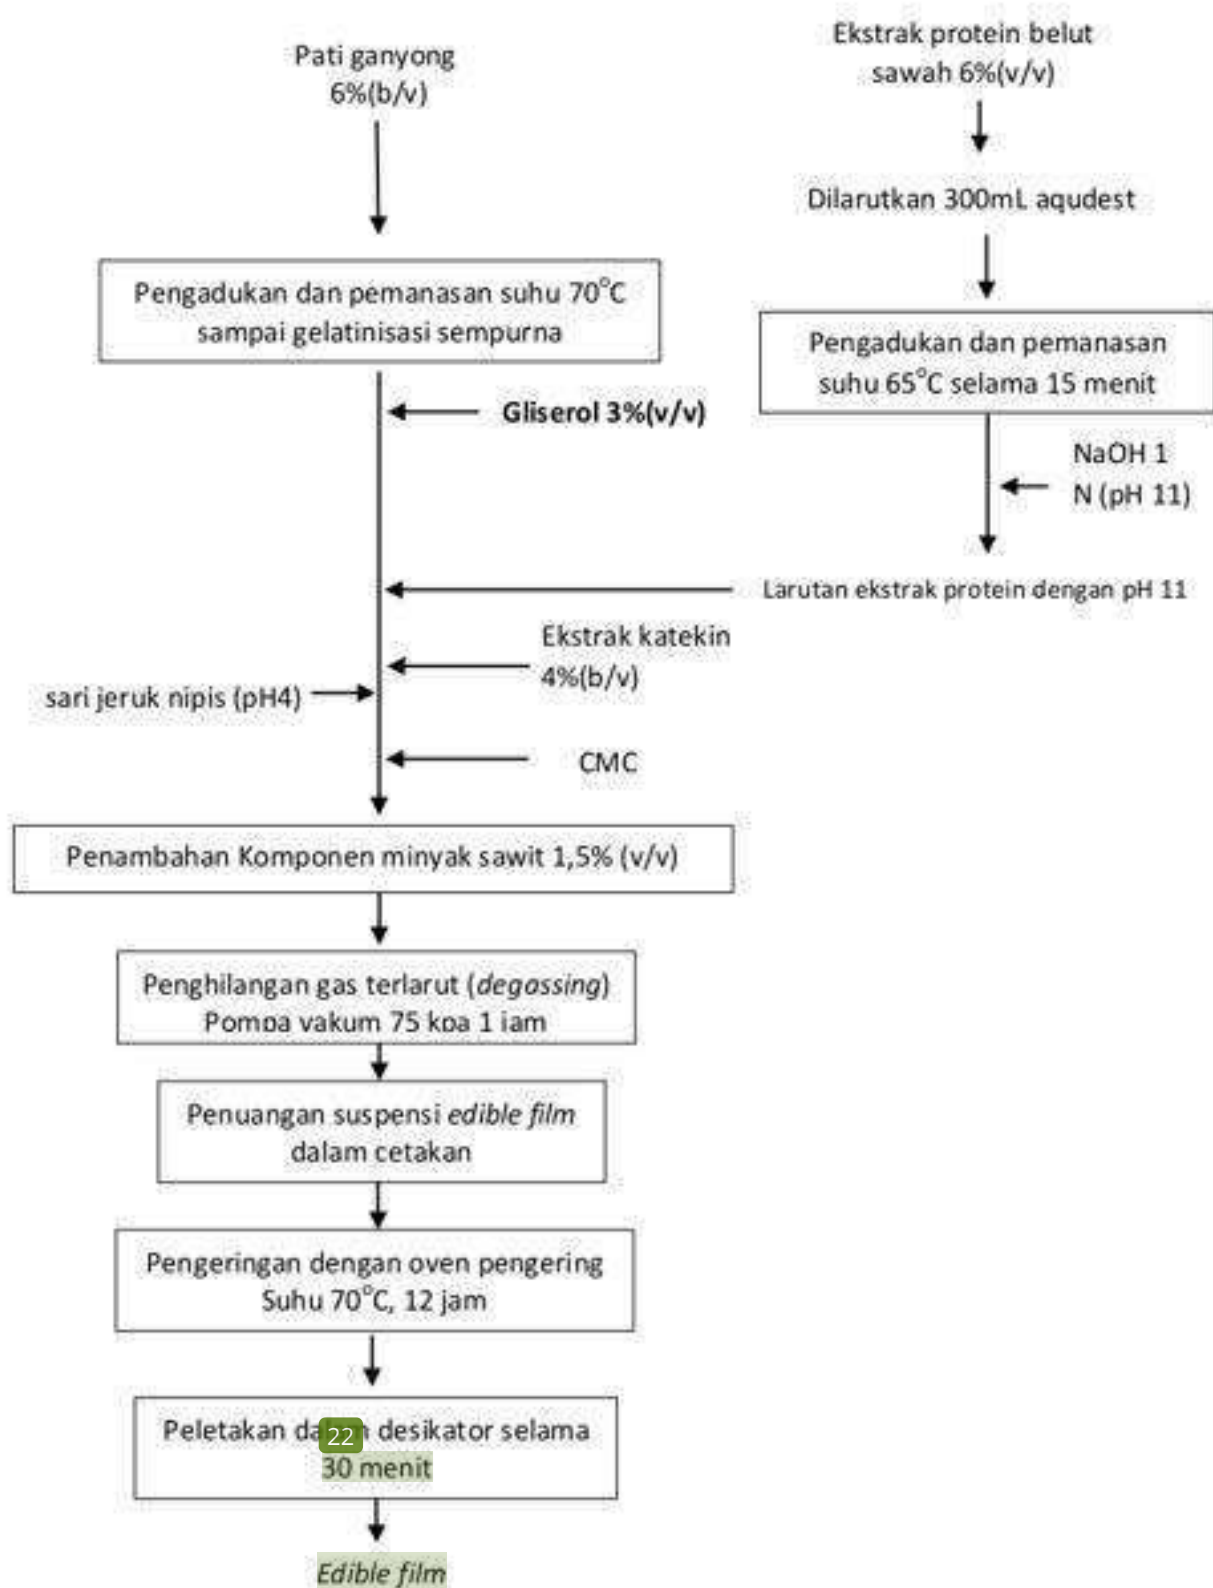 Pati ganyong
6%(b/v)
Ekstrak protein belut
sawah 6%(v/v)
Dilarutkan 300mL aqudest
Pengadukan dan pemanasan suhu 70°C
sampai gelatinisasi sempurna
Pengadukan dan pemanasan
suhu 65°C selama 15 menit
Gliserol 3%(v/v)
NaOH 1
N (pH 11)
Larutan ekstrak protein dengan pH 11
Ekstrak katekin
4%(b/v)
sari jeruk nipis (pH4)
CMC
Penambahan Komponen minyak sawit 1,5% (v/v)
Penghilangan gas terlarut (degassing)
Pompa vakum 75 kpa 1 jam
Penuangan suspensi edible film
dalam cetakan
Pengeringan dengan oven pengering
Suhu 70°C, 12 jam
Peletakan dalam desikator selama
22
30 menit
Edible film